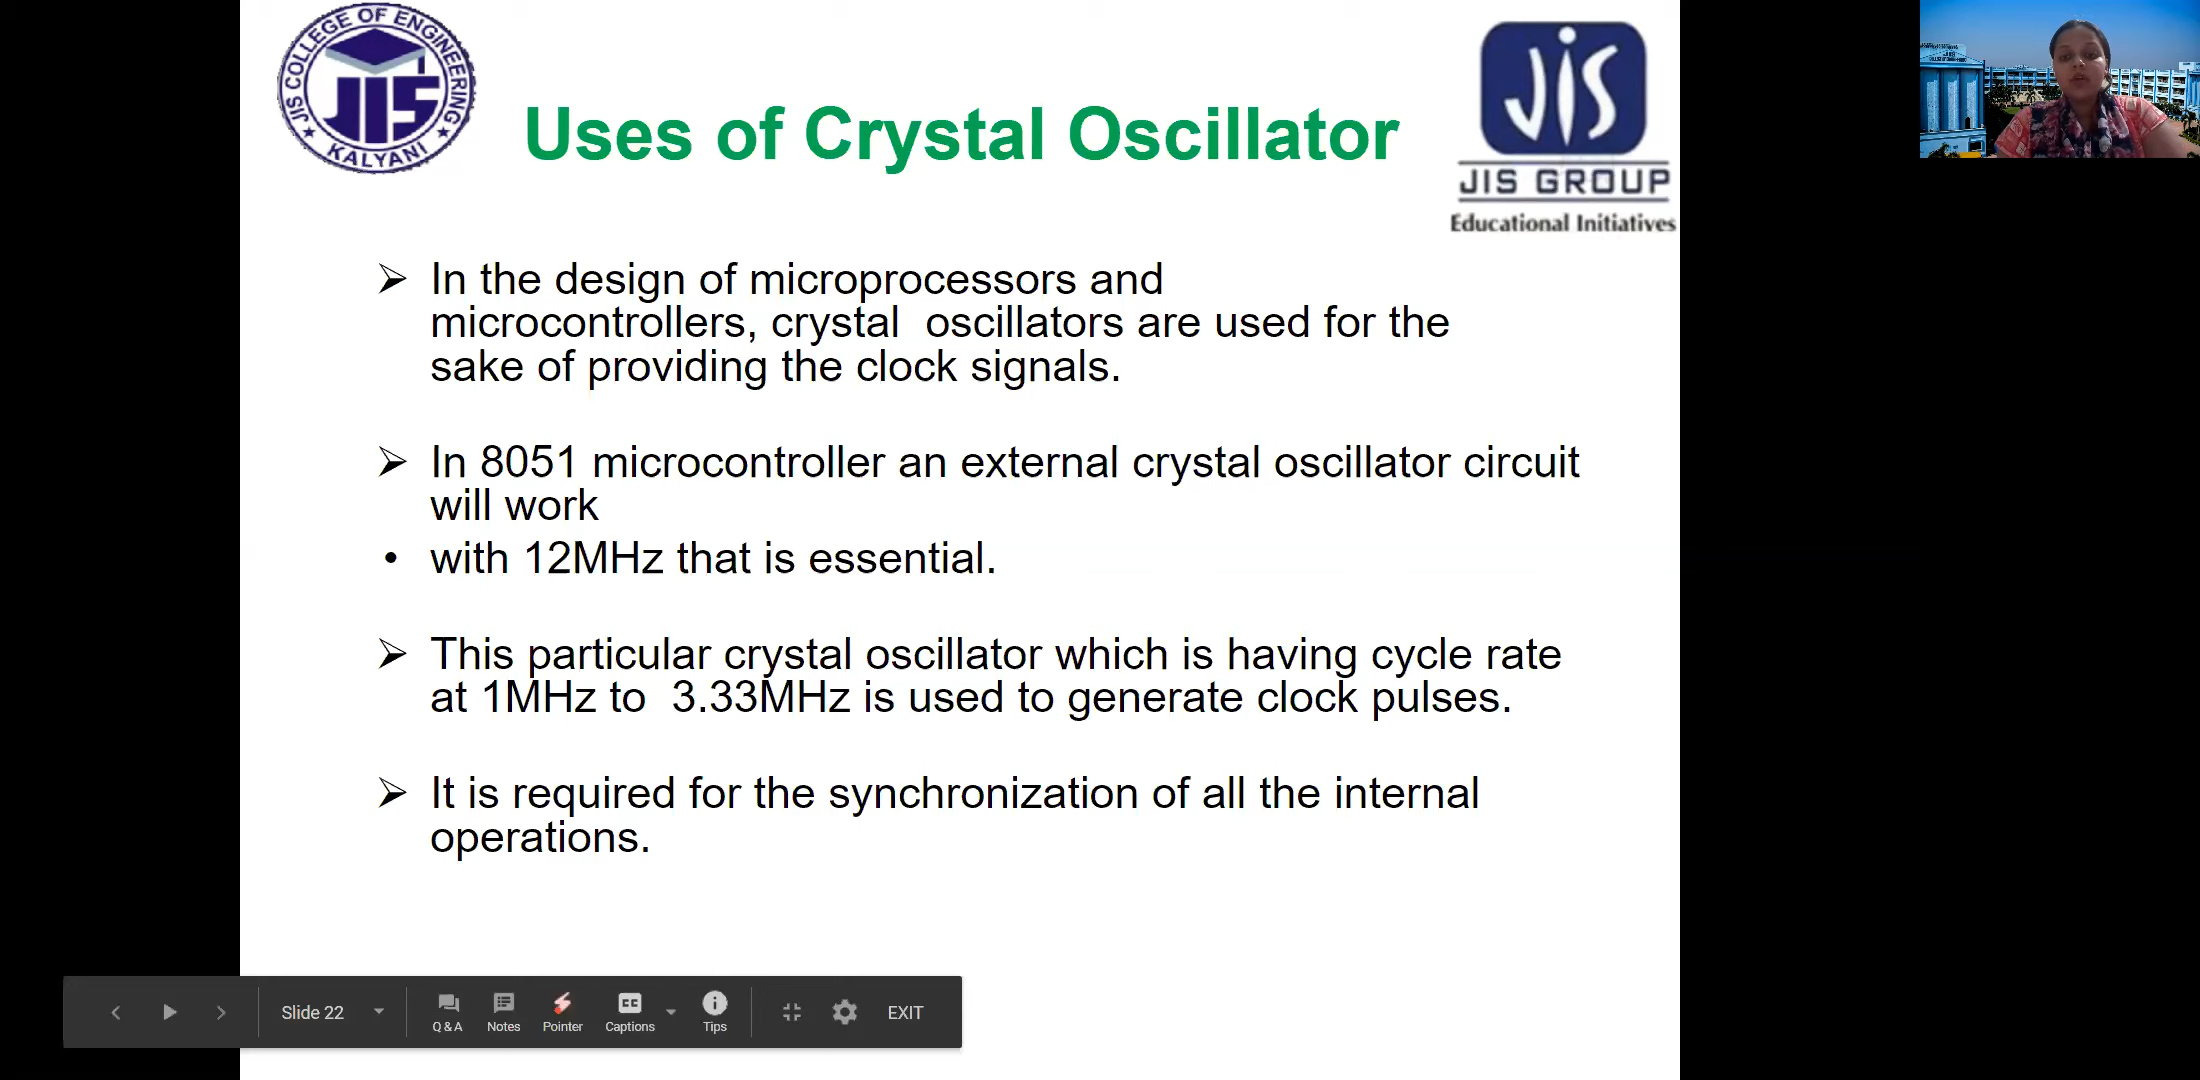 JIS COLLEGE OF ENGINEERING
JIS
KALYANI
Uses of Crystal Oscillator
JIS
JIS GROUP
Educational Initiatives
➢ In the design of microprocessors and
microcontrollers, crystal  oscillators are used for the
sake of providing the clock signals.
➢ In 8051 microcontroller an external crystal oscillator circuit
will work
• with 12MHz that is essential.
➢ This particular crystal oscillator which is having cycle rate
at 1MHz to  3.33MHz is used to generate clock pulses.
➢ It is required for the synchronization of all the internal
operations.
Slide 22
Q & A
Notes
Pointer
CC
Captions
Tips
EXIT